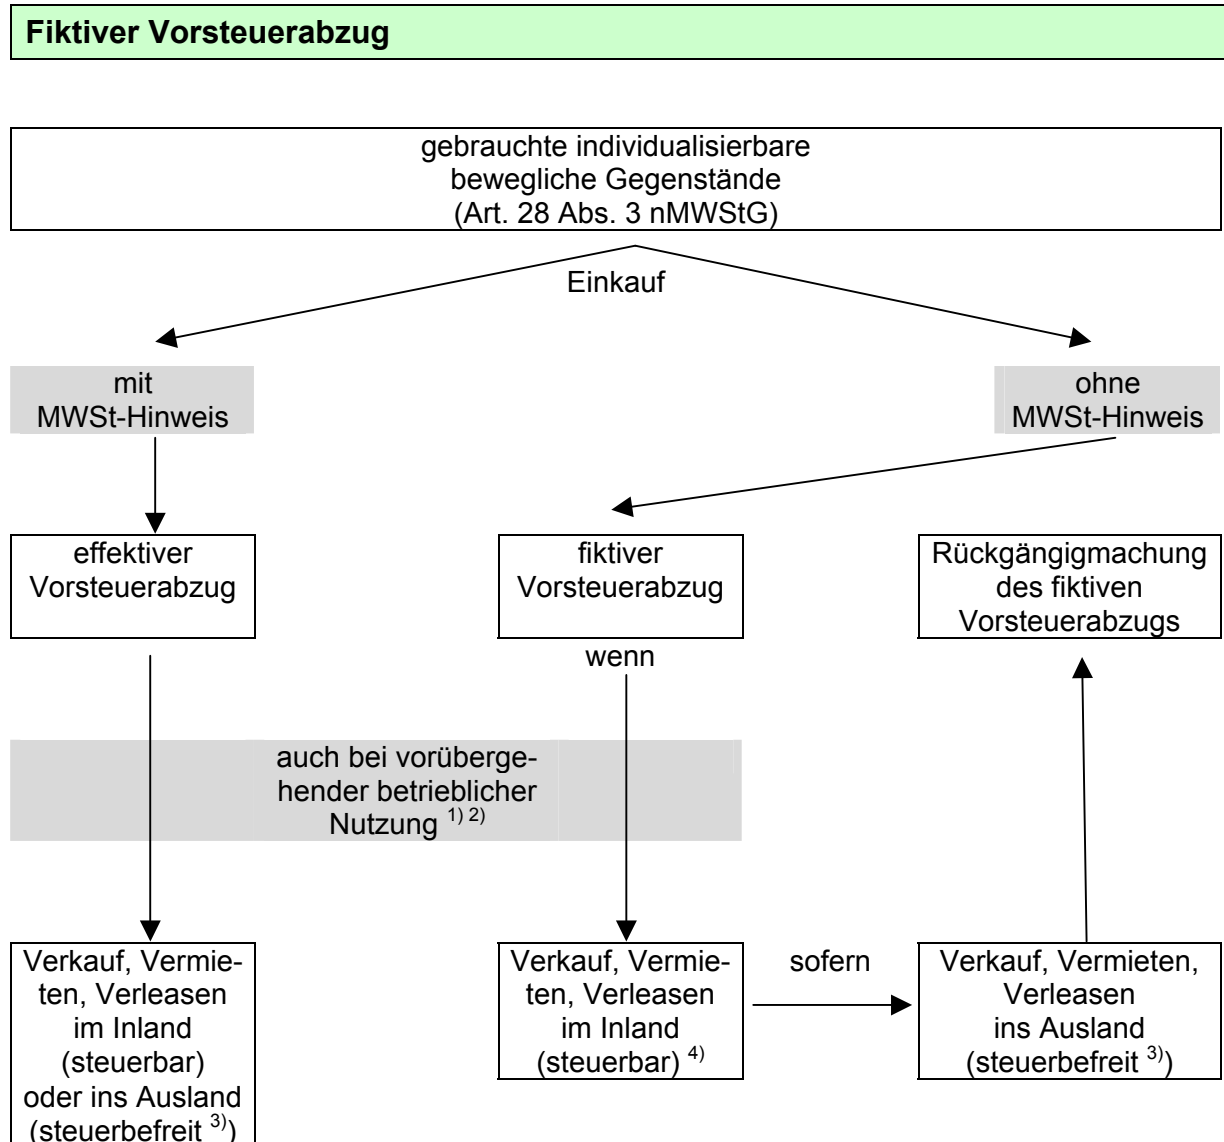 Fiktiver Vorsteuerabzug
gebrauchte individualisierbare
bewegliche Gegenstände
(Art. 28 Abs. 3 nMWStG)
Einkauf
mit
MWSt-Hinweis
ohne
MWSt-Hinweis
effektiver
Vorsteuerabzug
fiktiver
Vorsteuerabzug
Rückgängigmachung
des fiktiven
Vorsteuerabzugs
wenn
auch bei vorüberge-
hender betrieblicher
Nutzung 1) 2)
Verkauf, Vermie-
ten, Verleasen
im Inland
(steuerbar)
oder ins Ausland
(steuerbefreit 3))
Verkauf, Vermie-
ten, Verleasen
im Inland
(steuerbar) 4)
sofern
Verkauf, Vermieten,
Verleasen
ins Ausland
(steuerbefreit 3))